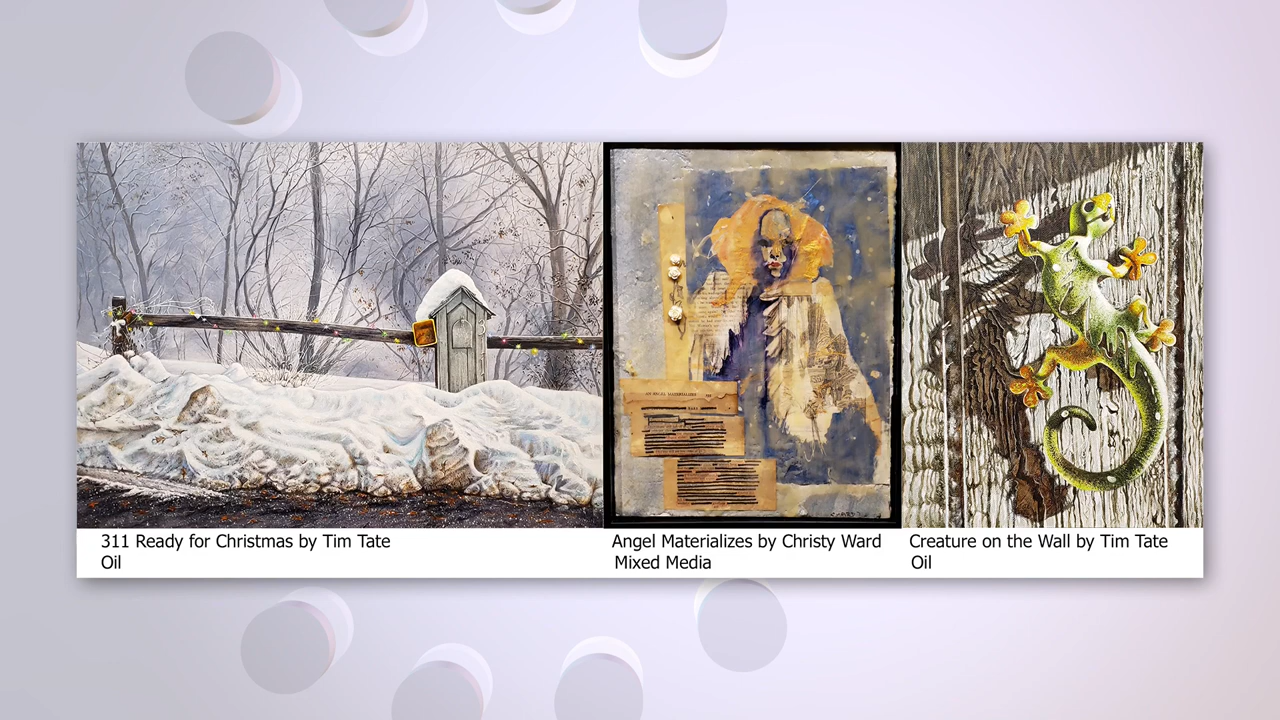 311 Ready for Christmas by Tim Tate
Oil
Angel Materializes by Christy Ward
Mixed Media
Creature on the Wall by Tim Tate
Oil